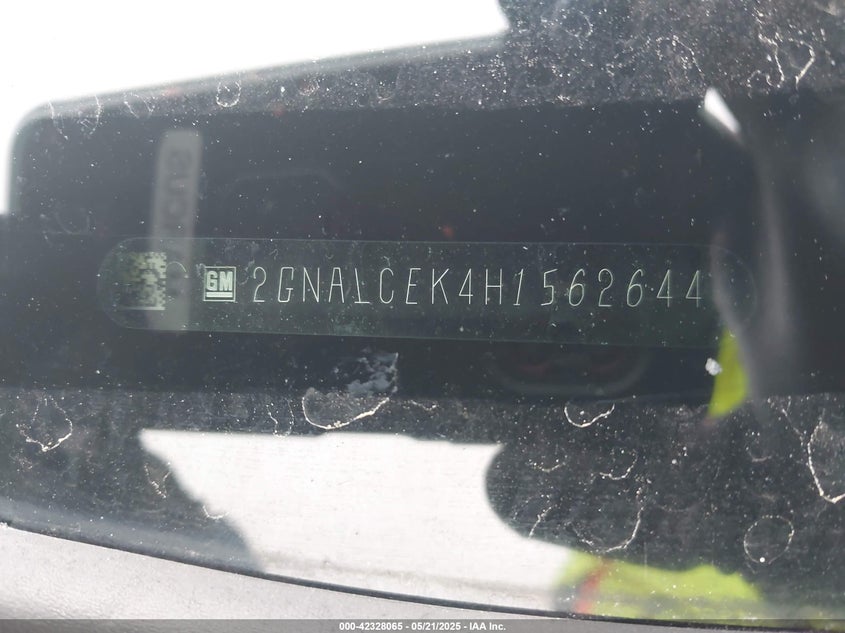 GM 2GNALCEK4H1562644
000-42328065 - 05/21/2025 - IAA Inc.